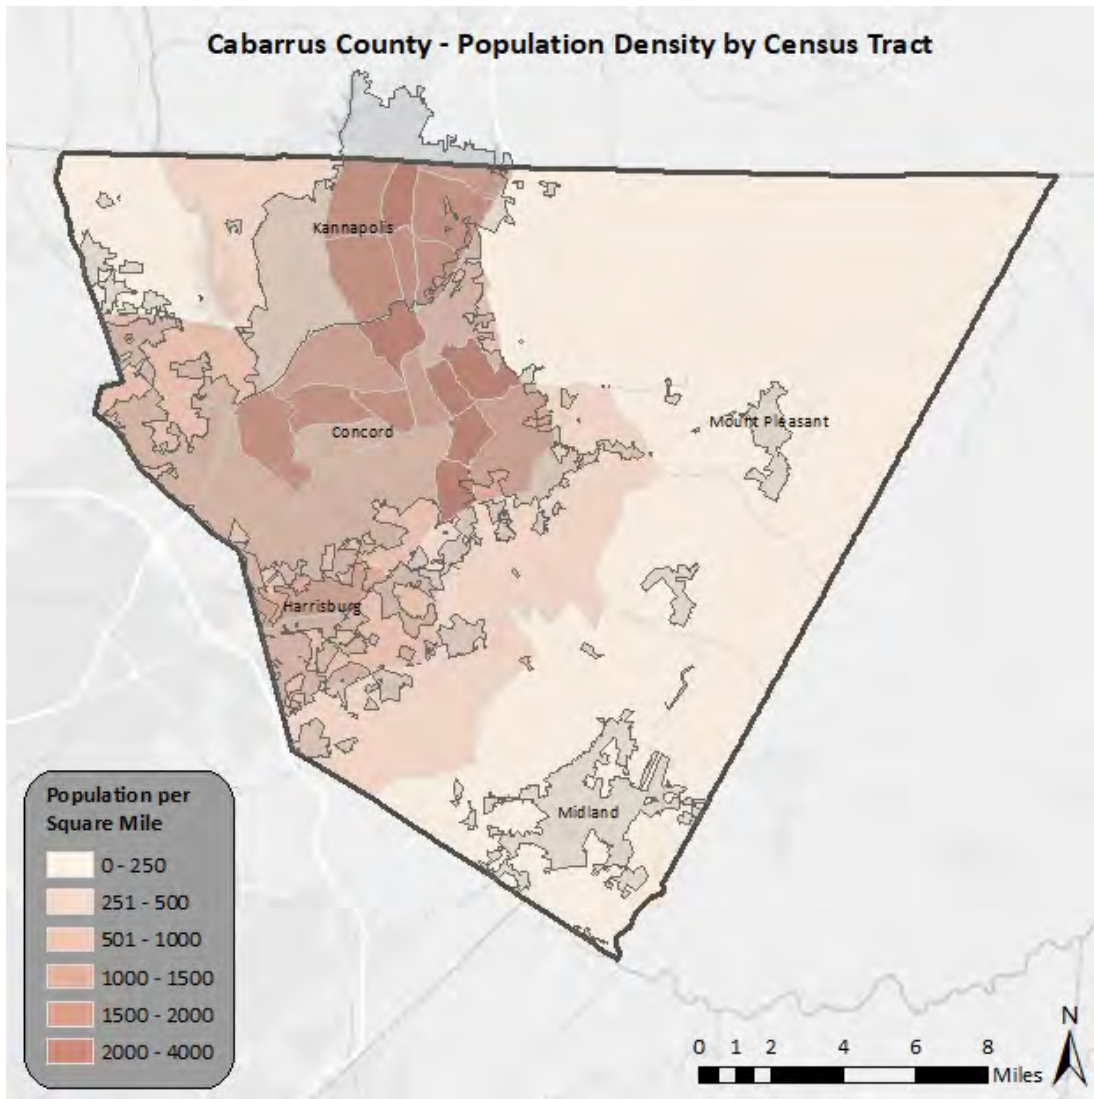 Cabarrus County - Population Density by Census Tract
Kannapolis
Mount Pleasant
Concord
Harrisburg
Midland
Population per
Square Mile
0 - 250
251 - 500
501 - 1000
1000 - 1500
1500 - 2000
2000 - 4000
N
0 1 2 4 6 8
Miles